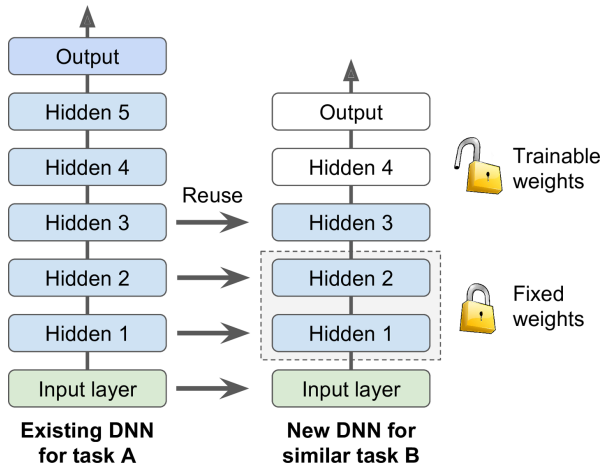 Output
Hidden 5
Hidden 4
Hidden 3
Hidden 2
Hidden 1
Input layer
Existing DNN
for task A
Reuse
Output
Hidden 4
Hidden 3
Hidden 2
Hidden 1
Input layer
New DNN for
similar task B
Trainable
weights
Fixed
weights